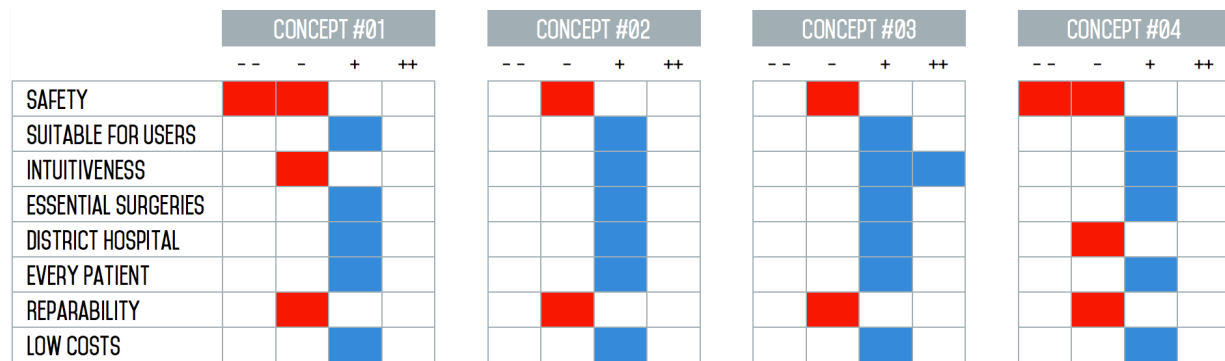 CONCEPT #01 CONCEPT #02 CONCEPT #03 CONCEPT #04
-- - + ++ -- - + ++ -- - + ++ -- - + ++
SAFETY
SUITABLE FOR USERS
INTUITIVENESS
ESSENTIAL SURGERIES
DISTRICT HOSPITAL
EVERY PATIENT
REPARABILITY
LOW COSTS